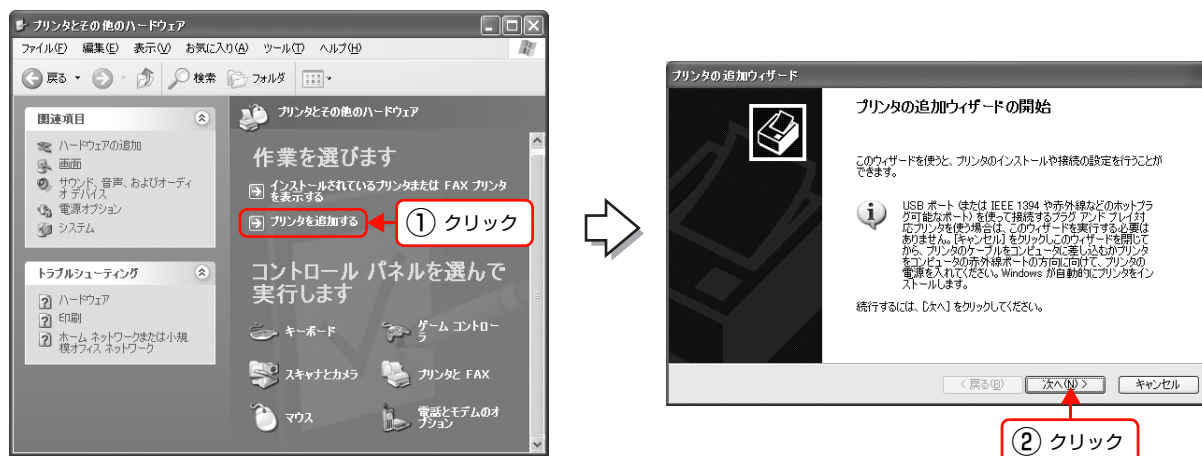 プリンタとその他のハードウェア
ファイル(F) 編集(E) 表示(V) お気に入り(A) ツール(T) ヘルプ(H)
戻る 検索 フォルダ
関連項目
ハードウェアの追加
画面
サウンド、音声、およびオーディ
オ デバイス
電源オプション
システム
トラブルシューティング
ハードウェア
印刷
ホーム ネットワークまたは小規
模オフィス ネットワーク
プリンタとその他のハードウェア
作業を選びます
インストールされているプリンタまたは FAX プリンタ
を表示する
プリンタを追加する
① クリック
コントロール パネルを選んで
実行します
キーボード
ゲーム コントロー
ラ
スキャナとカメラ
プリンタと FAX
マウス
電話とモデムのオ
プション
プリンタの追加ウィザード
プリンタの追加ウィザードの開始
このウィザードを使うと、プリンタのインストールや接続の設定を行うことが
できます。
USB ポート (または IEEE 1394 や赤外線などのホットプラ
グ可能なポート) を使って接続するプラグ アンド プレイ対
応プリンタを使う場合は、このウィザードを実行する必要は
ありません。[キャンセル] をクリックしこのウィザードを閉じて
から、プリンタのケーブルをコンピュータに差し込むかプリンタ
をコンピュータの赤外線ポートの方向に向けて、プリンタの
電源を入れてください。Windows が自動的にプリンタをイン
ストールします。
続行するには、[次へ] をクリックしてください。
< 戻る(B) 次へ(N) > キャンセル
② クリック